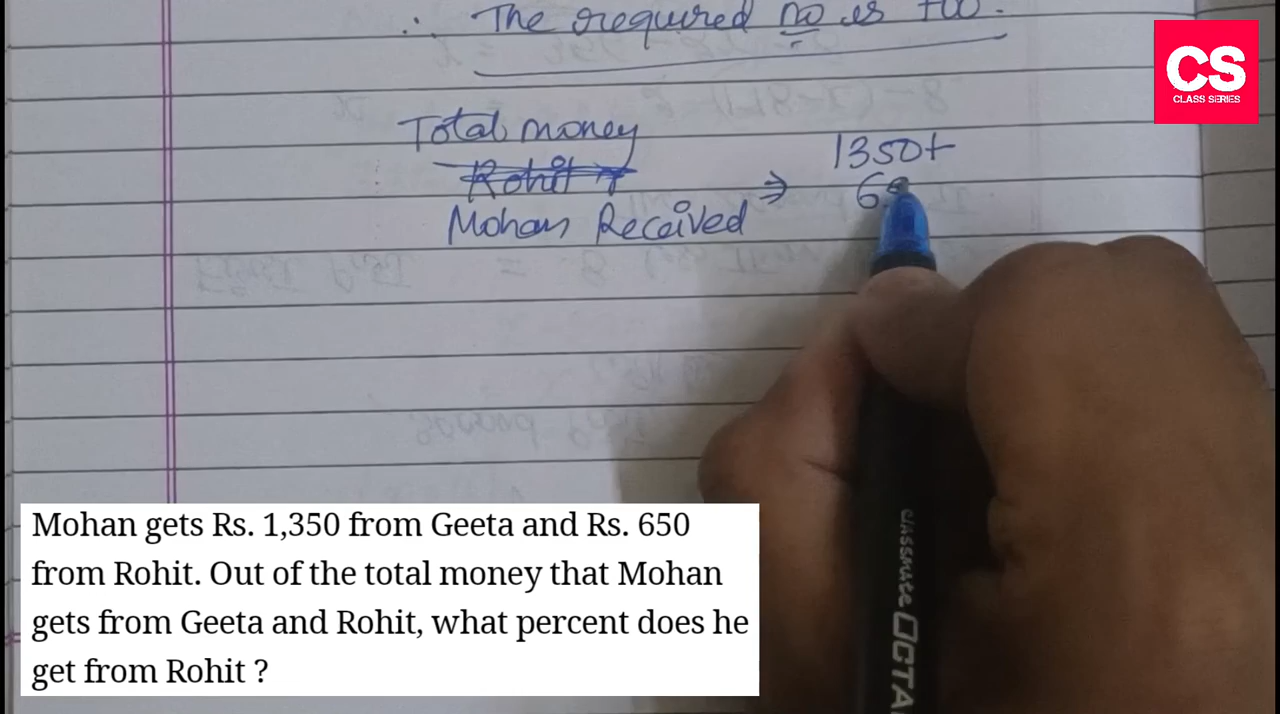 ∴ The required no is
CS
CLASS SERIES
Total money
1350+
Mohan Received ⇒ 6
classmate OCTA
Mohan gets Rs. 1,350 from Geeta and Rs. 650
from Rohit. Out of the total money that Mohan
gets from Geeta and Rohit, what percent does he
get from Rohit ?